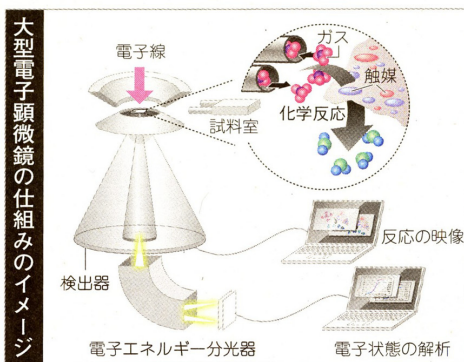 大型電子顕微鏡の仕組みのイメージ
電子線
ガス
触媒
化学反応
試料室
反応の映像
検出器
電子エネルギー分光器
電子状態の解析